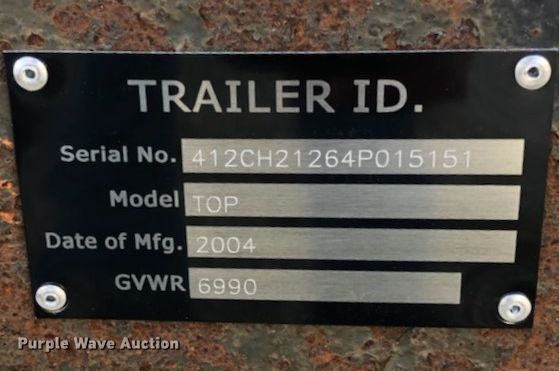 TRAILER ID.
Serial No. 412CH21264P015151
Model TOP
Date of Mfg. 2004
GVWR 6990
Purple Wave Auction